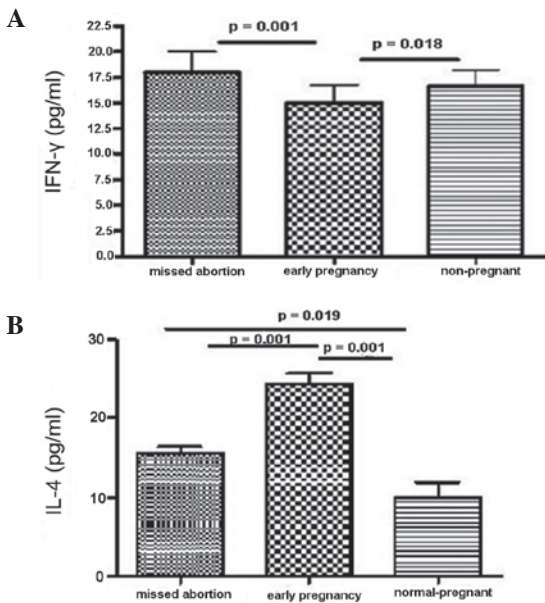 A
p = 0.001
p = 0.018
IFN-γ (pg/ml)
22.5
20.0
17.5
15.0
12.5
10.0
7.5
5.0
2.5
0.0
missed abortion
early pregnancy
non-pregnant
B
p = 0.019
p = 0.001
p = 0.001
IL-4 (pg/ml)
30
20
10
0
missed abortion
early pregnancy
normal-pregnant